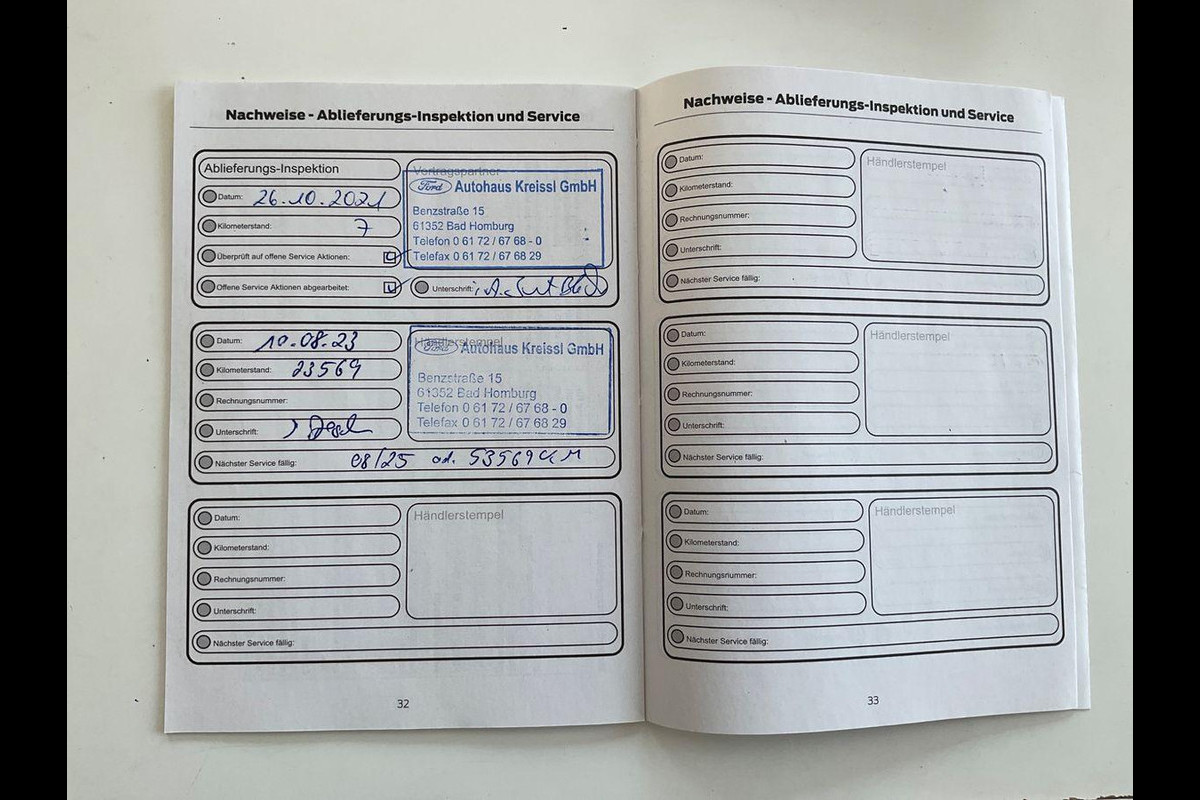 Nachweise - Ablieferungs-Inspektion und Service
Ablieferungs-Inspektion
Vertragspartner
Datum: 26.10.2021
Kilometerstand: 7
Überprüft auf offene Service Aktionen:
Offene Service Aktionen abgearbeitet:
Ford Autohaus Kreissl GmbH
Benzstraße 15
61352 Bad Homburg
Telefon 0 61 72 / 67 68 - 0
Telefax 0 61 72 / 67 68 29
Unterschrift:
Datum: 10.08.23
Kilometerstand: 23569
Rechnungsnummer:
Unterschrift:
Händlerstempel
Ford Autohaus Kreissl GmbH
Benzstraße 15
61352 Bad Homburg
Telefon 0 61 72 / 67 68 - 0
Telefax 0 61 72 / 67 68 29
Nächster Service fällig: 08/25 od. 53569 KM
Datum:
Kilometerstand:
Rechnungsnummer:
Unterschrift:
Händlerstempel
Nächster Service fällig:
32
Nachweise - Ablieferungs-Inspektion und Service
Datum:
Kilometerstand:
Rechnungsnummer:
Unterschrift:
Händlerstempel
Nächster Service fällig:
Datum:
Kilometerstand:
Rechnungsnummer:
Unterschrift:
Händlerstempel
Nächster Service fällig:
Datum:
Kilometerstand:
Rechnungsnummer:
Unterschrift:
Händlerstempel
Nächster Service fällig:
33